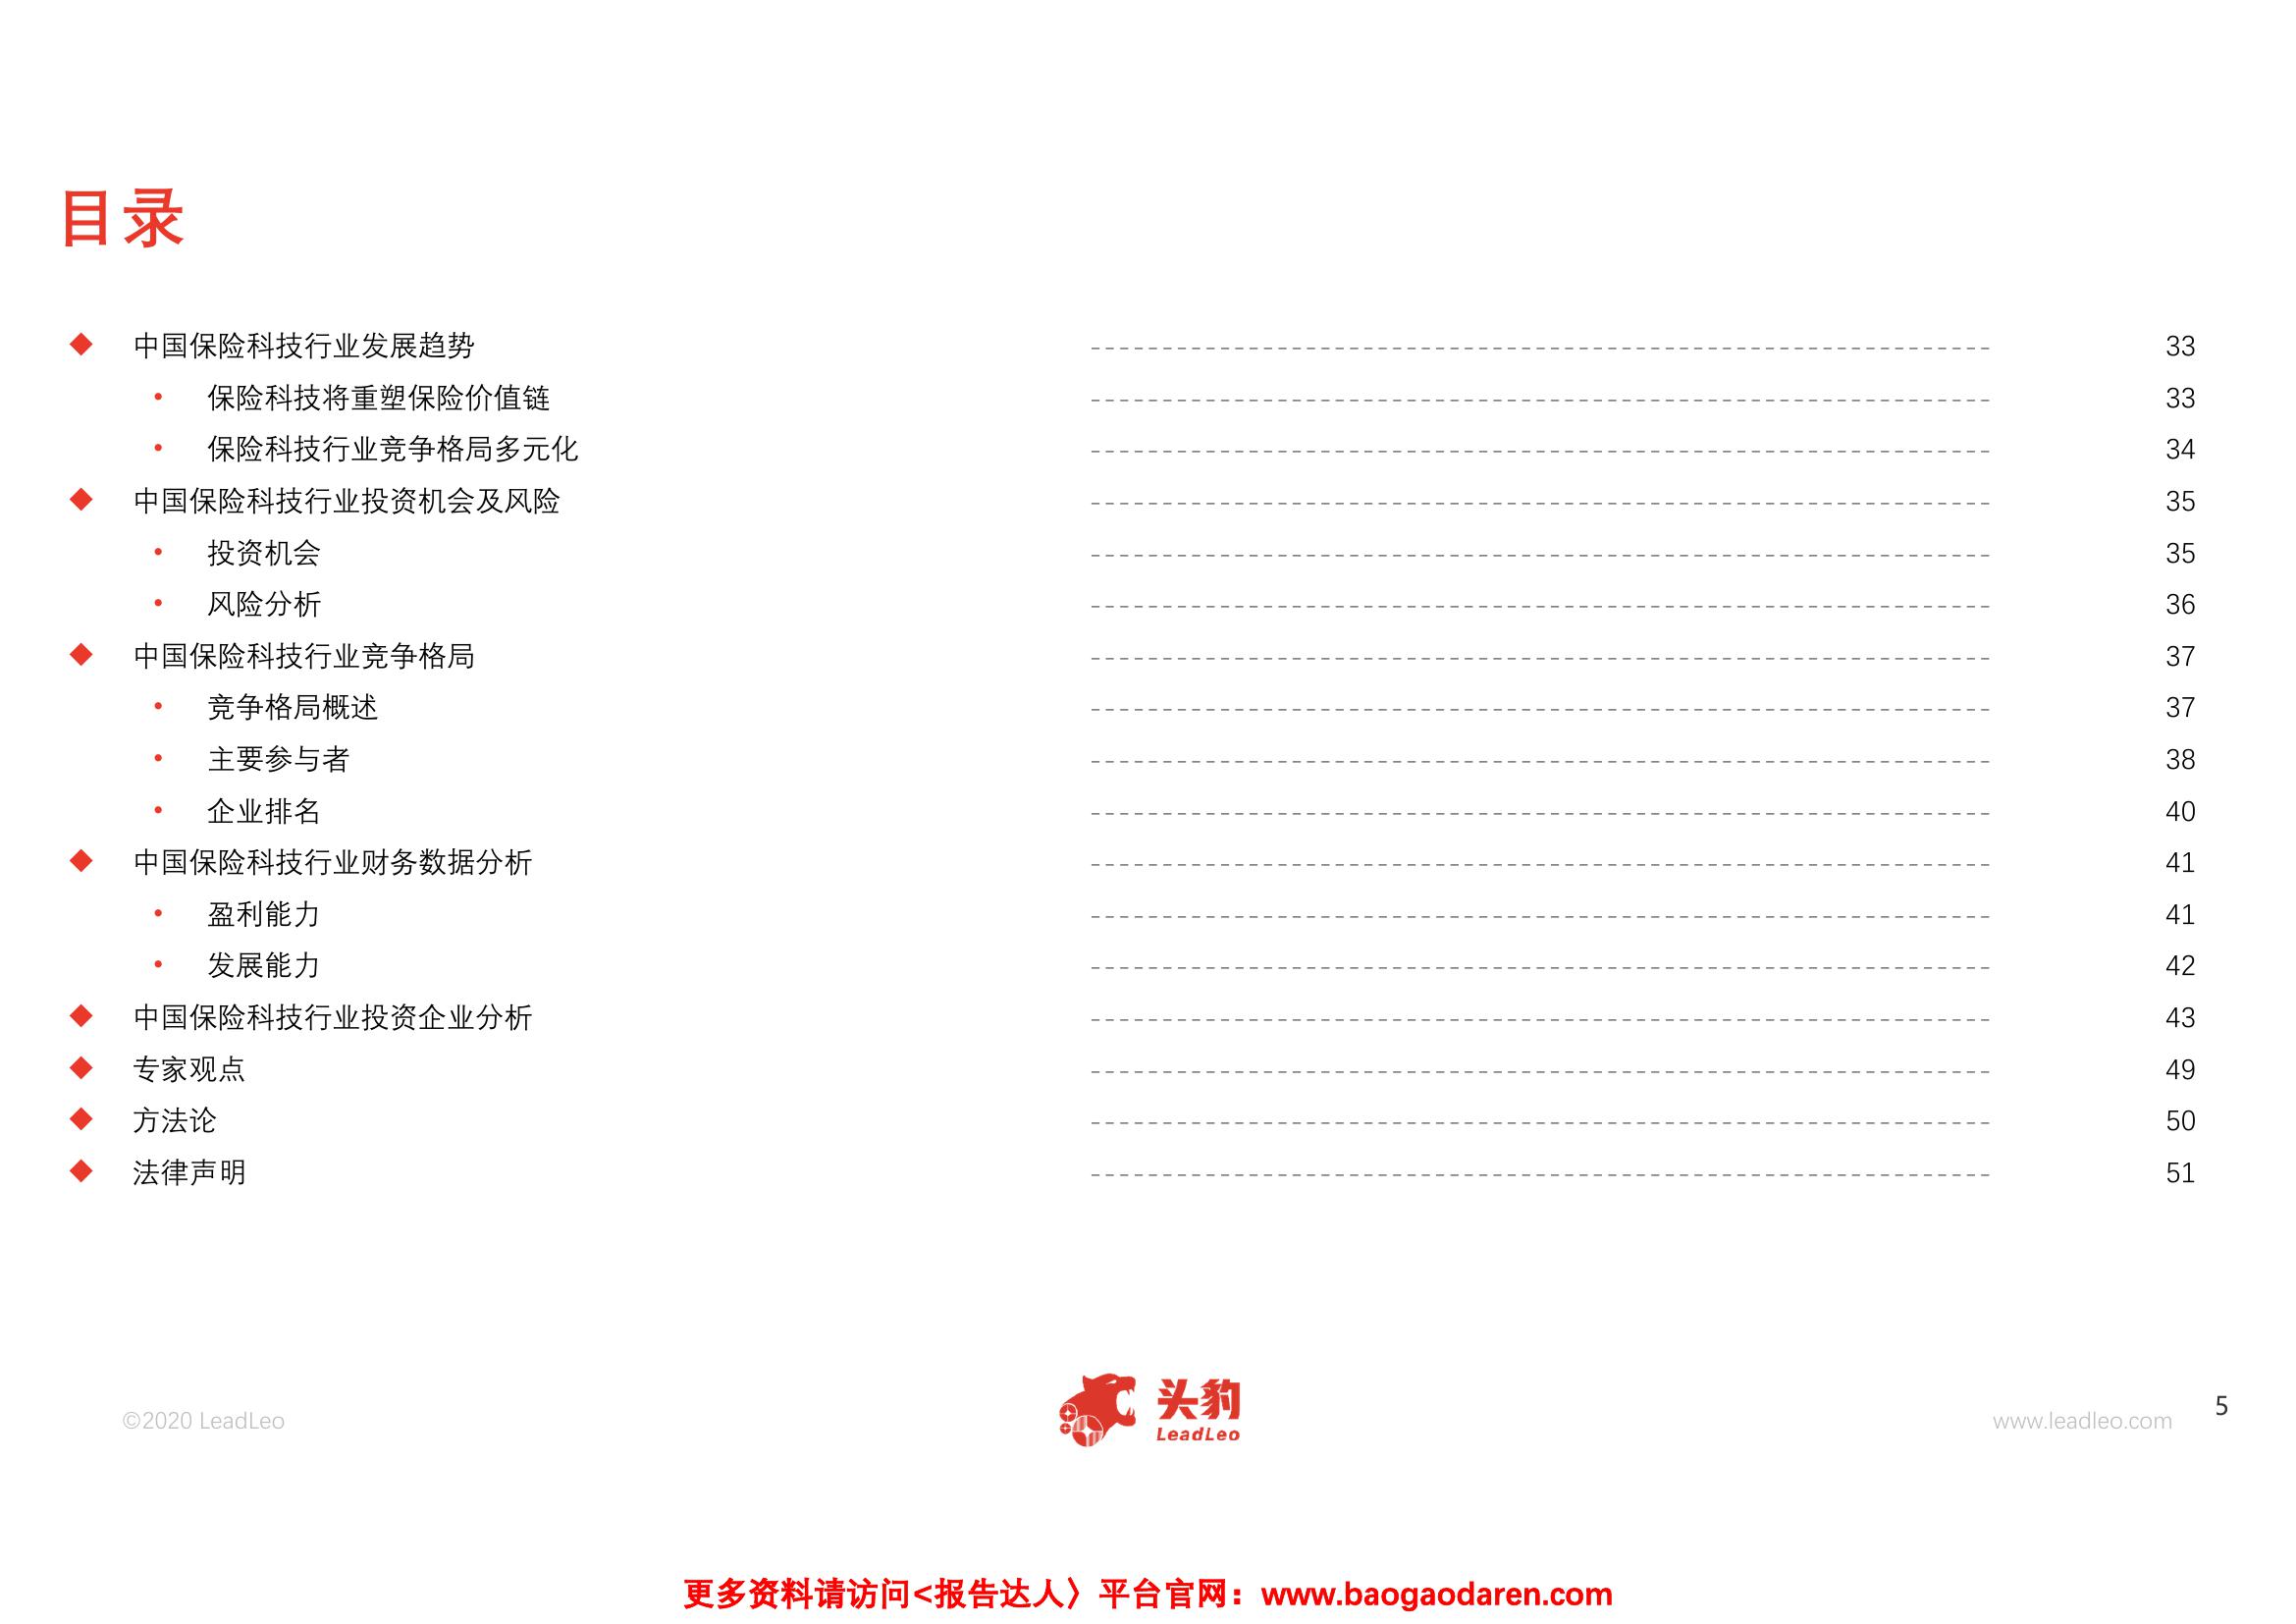 目录
◆ 中国保险科技行业发展趋势 ---------- 33
• 保险科技将重塑保险价值链 ---------- 33
• 保险科技行业竞争格局多元化 ---------- 34
◆ 中国保险科技行业投资机会及风险 ---------- 35
• 投资机会 ---------- 35
• 风险分析 ---------- 36
◆ 中国保险科技行业竞争格局 ---------- 37
• 竞争格局概述 ---------- 37
• 主要参与者 ---------- 38
• 企业排名 ---------- 40
◆ 中国保险科技行业财务数据分析 ---------- 41
• 盈利能力 ---------- 41
• 发展能力 ---------- 42
◆ 中国保险科技行业投资企业分析 ---------- 43
◆ 专家观点 ---------- 49
◆ 方法论 ---------- 50
◆ 法律声明 ---------- 51
©2020 LeadLeo
头豹
LeadLeo
www.leadleo.com
5
更多资料请访问<报告达人〉平台官网：www.baogaodaren.com